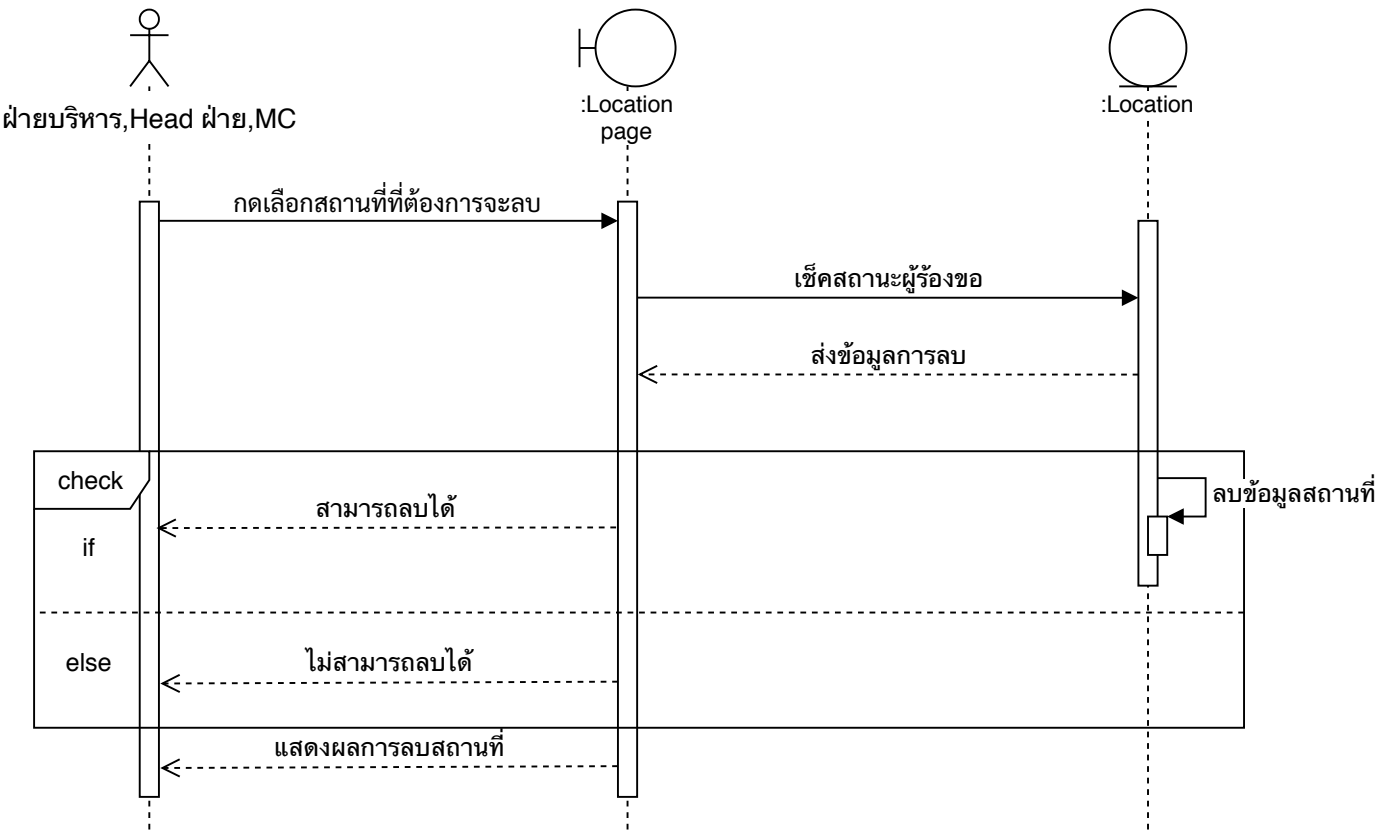 ฝ่ายบริหาร,Head ฝ่าย,MC
:Location
page
:Location
กดเลือกสถานที่ที่ต้องการจะลบ
เช็คสถานะผู้ร้องขอ
ส่งข้อมูลการลบ
check
ลบข้อมูลสถานที่
สามารถลบได้
if
else
ไม่สามารถลบได้
แสดงผลการลบสถานที่